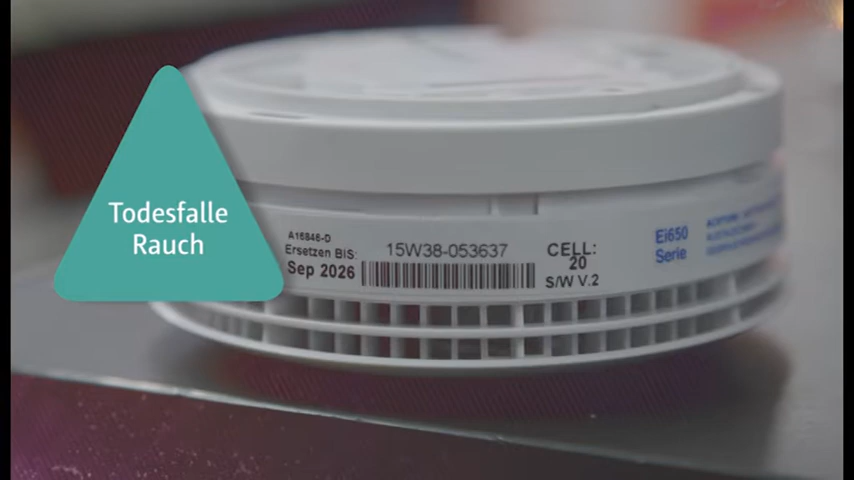 Todesfalle
Rauch
A16846-D
Ersetzen BIS:
Sep 2026
15W38-053637
CELL:
20
S/W V.2
Ei650
Serie